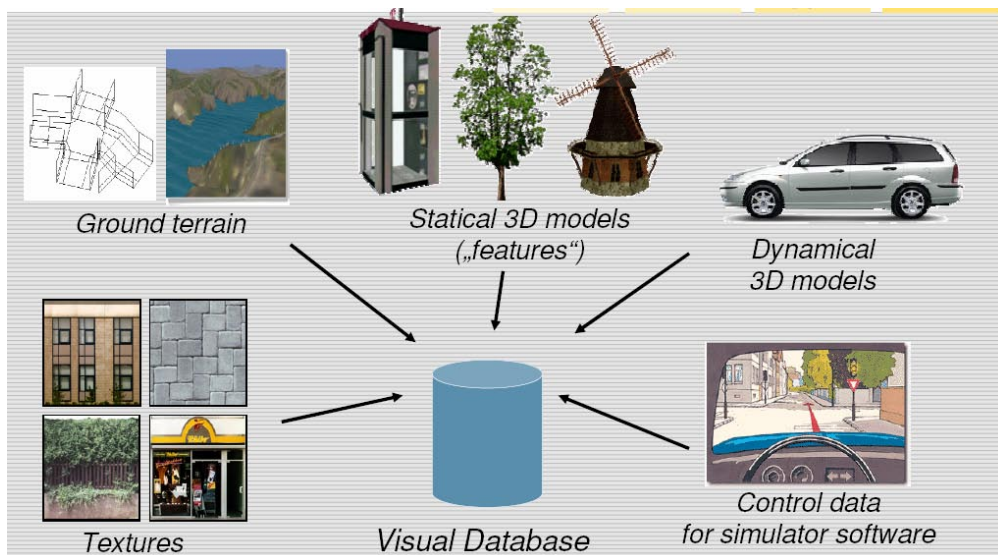 Ground terrain
Statical 3D models
(„features“)
Dynamical
3D models
Textures
Visual Database
Control data
for simulator software